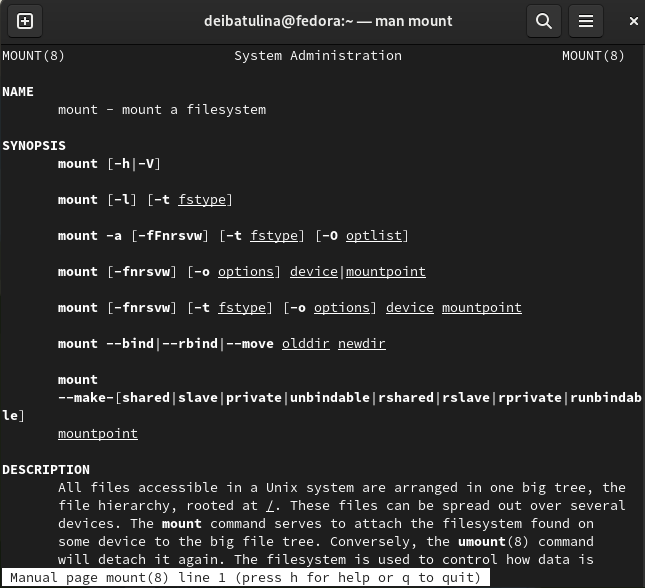 deibatulina@fedora:~ — man mount
MOUNT(8) System Administration MOUNT(8)
NAME
mount - mount a filesystem
SYNOPSIS
mount [-h|-V]
mount [-l] [-t fstype]
mount -a [-fFnrsvw] [-t fstype] [-O optlist]
mount [-fnrsvw] [-o options] device|mountpoint
mount [-fnrsvw] [-t fstype] [-o options] device mountpoint
mount --bind|--rbind|--move olddir newdir
mount
--make-[shared|slave|private|unbindable|rshared|rslave|rprivate|runbindab
le]
mountpoint
DESCRIPTION
All files accessible in a Unix system are arranged in one big tree, the
file hierarchy, rooted at /. These files can be spread out over several
devices. The mount command serves to attach the filesystem found on
some device to the big file tree. Conversely, the umount(8) command
will detach it again. The filesystem is used to control how data is
Manual page mount(8) line 1 (press h for help or q to quit)